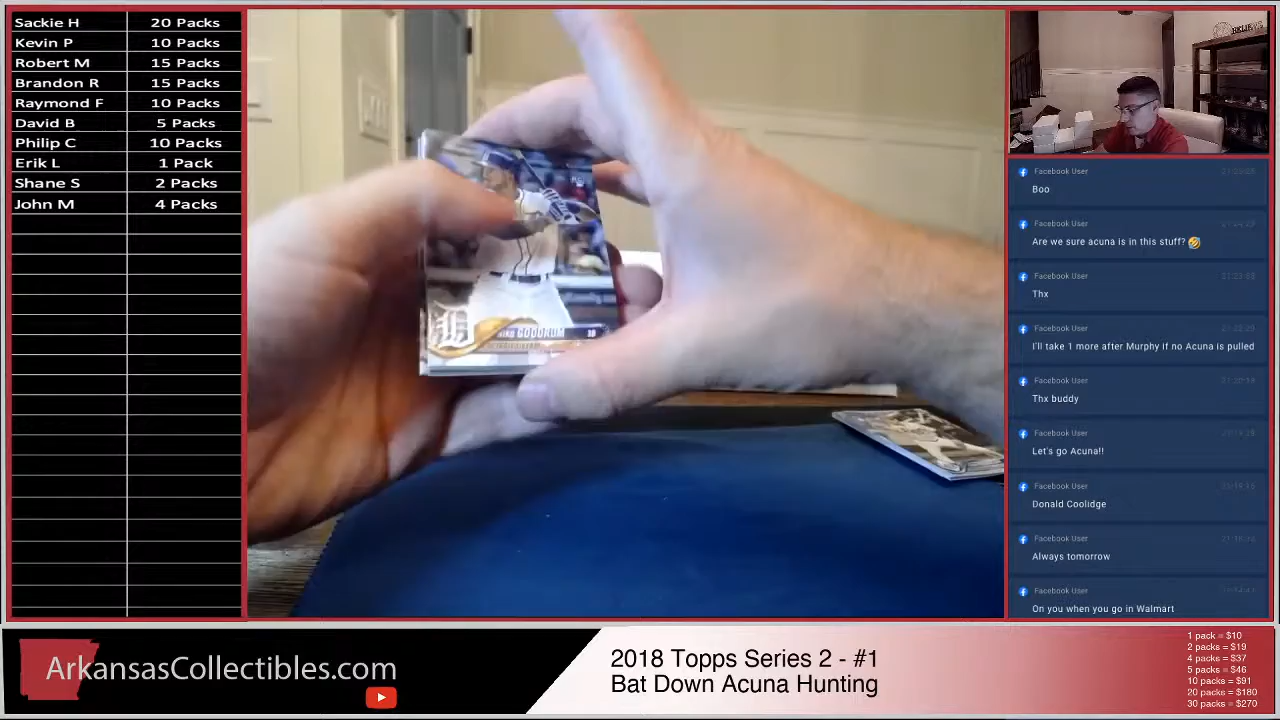 Sackie H 20 Packs
Kevin P 10 Packs
Robert M 15 Packs
Brandon R 15 Packs
Raymond F 10 Packs
David B 5 Packs
Philip C 10 Packs
Erik L 1 Pack
Shane S 2 Packs
John M 4 Packs
GOODRUM
Facebook User
Boo
Facebook User
Are we sure acuna is in this stuff? 🤣
Facebook User
Thx
Facebook User
I'll take 1 more after Murphy if no Acuna is pulled
Facebook User
Thx buddy
Facebook User
Let's go Acuna!!
Facebook User
Donald Coolidge
Facebook User
Always tomorrow
Facebook User
On you when you go in Walmart
ArkansasCollectibles.com
2018 Topps Series 2 - #1
Bat Down Acuna Hunting
1 pack = $10
2 packs = $19
4 packs = $37
5 packs = $46
10 packs = $91
20 packs = $180
30 packs = $270